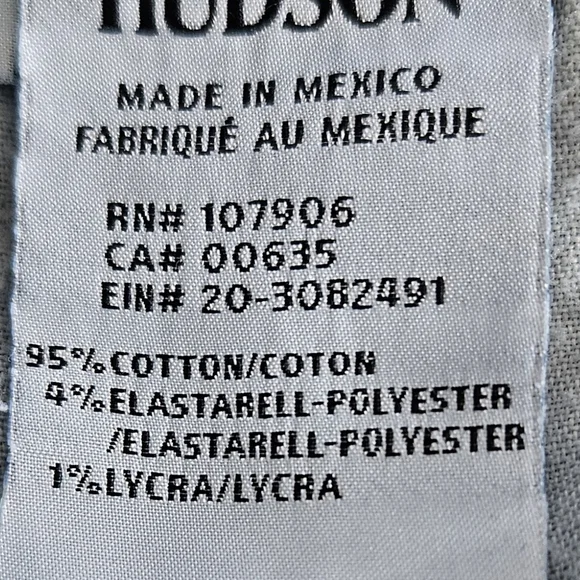 HUDSON
MADE IN MEXICO
FABRIQUÉ AU MEXIQUE
RN# 107906
CA# 00635
EIN# 20-3082491
95% COTTON/COTON
4% ELASTARELL-POLYESTER
/ELASTARELL-POLYESTER
1% LYCRA/LYCRA